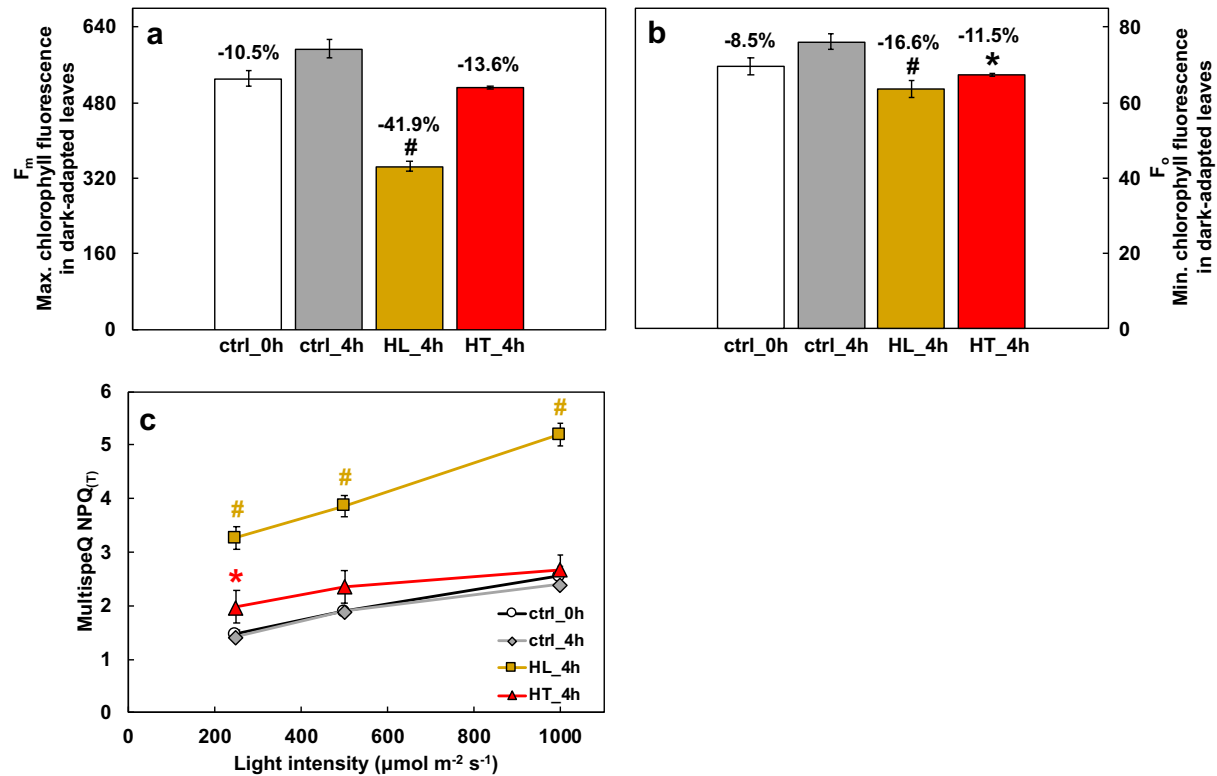 a
F_m
Max. chlorophyll fluorescence
in dark-adapted leaves
640
480
320
160
0
-10.5%
-41.9%
#
-13.6%
ctrl_0h
ctrl_4h
HL_4h
HT_4h
b
-8.5%
-16.6%
#
-11.5%
*
80
60
40
20
0
F_o
Min. chlorophyll fluorescence
in dark-adapted leaves
ctrl_0h
ctrl_4h
HL_4h
HT_4h
c
MultispeQ NPQ_(T)
6
5
4
3
2
1
0
#
#
#
*
ctrl_0h
ctrl_4h
HL_4h
HT_4h
0
200
400
600
800
1000
Light intensity (µmol m⁻² s⁻¹)